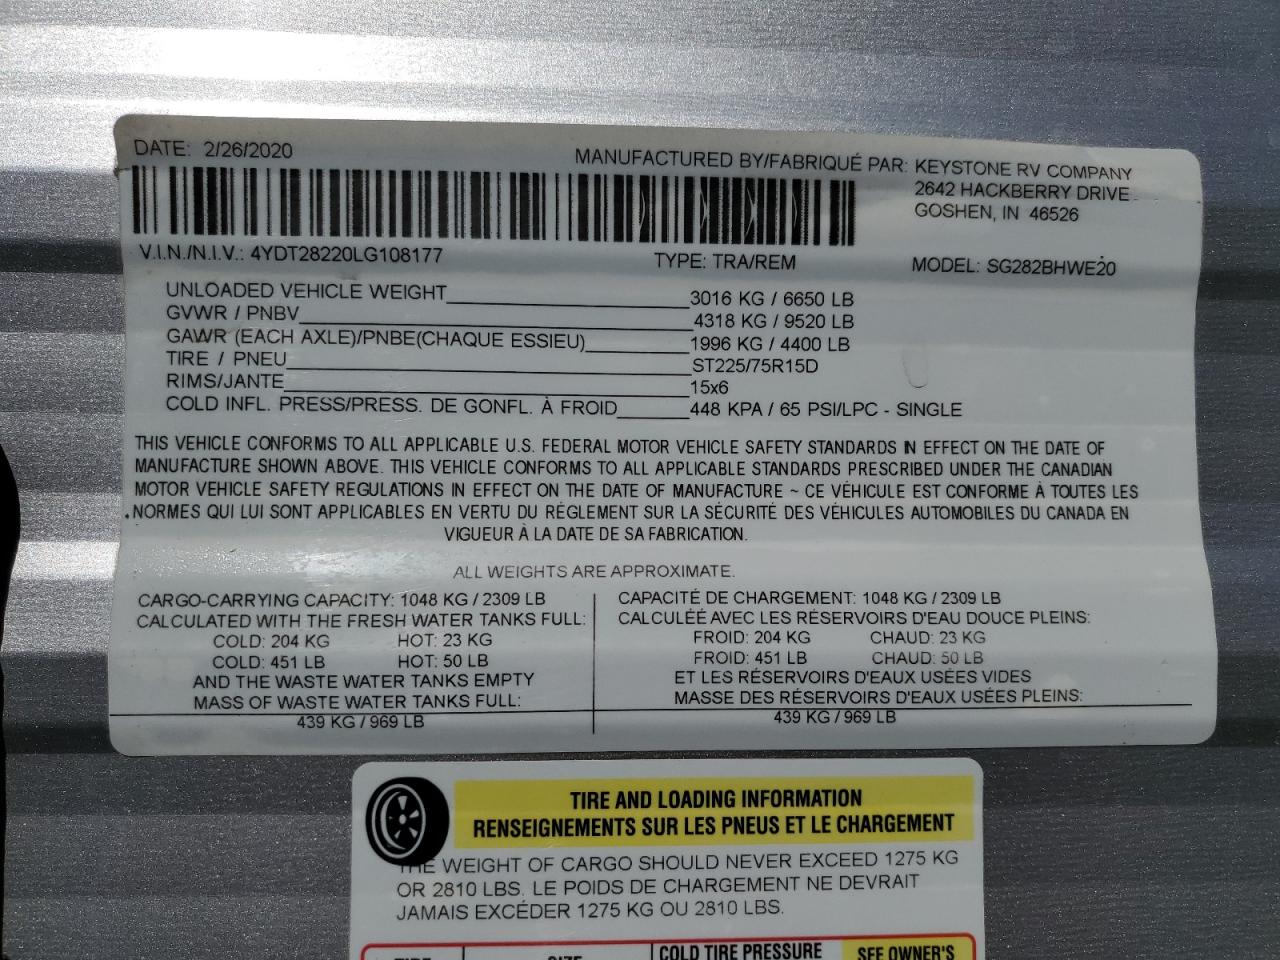 DATE: 2/26/2020
MANUFACTURED BY/FABRIQUÉ PAR: KEYSTONE RV COMPANY
2642 HACKBERRY DRIVE
GOSHEN, IN 46526
V.I.N./N.I.V.: 4YDT28220LG108177 TYPE: TRA/REM MODEL: SG282BHWE20
UNLOADED VEHICLE WEIGHT 3016 KG / 6650 LB
GVWR / PNBV 4318 KG / 9520 LB
GAWR (EACH AXLE)/PNBE(CHAQUE ESSIEU) 1996 KG / 4400 LB
TIRE / PNEU ST225/75R15D
RIMS/JANTE 15x6
COLD INFL. PRESS/PRESS. DE GONFL. À FROID 448 KPA / 65 PSI/LPC - SINGLE
THIS VEHICLE CONFORMS TO ALL APPLICABLE U.S. FEDERAL MOTOR VEHICLE SAFETY STANDARDS IN EFFECT ON THE DATE OF
MANUFACTURE SHOWN ABOVE. THIS VEHICLE CONFORMS TO ALL APPLICABLE STANDARDS PRESCRIBED UNDER THE CANADIAN
MOTOR VEHICLE SAFETY REGULATIONS IN EFFECT ON THE DATE OF MANUFACTURE ~ CE VÉHICULE EST CONFORME À TOUTES LES
NORMES QUI LUI SONT APPLICABLES EN VERTU DU RÉGLEMENT SUR LA SÉCURITÉ DES VÉHICULES AUTOMOBILES DU CANADA EN
VIGUEUR À LA DATE DE SA FABRICATION.
ALL WEIGHTS ARE APPROXIMATE.
CARGO-CARRYING CAPACITY: 1048 KG / 2309 LB
CALCULATED WITH THE FRESH WATER TANKS FULL:
COLD: 204 KG HOT: 23 KG
COLD: 451 LB HOT: 50 LB
AND THE WASTE WATER TANKS EMPTY
MASS OF WASTE WATER TANKS FULL:
439 KG / 969 LB
CAPACITÉ DE CHARGEMENT: 1048 KG / 2309 LB
CALCULÉE AVEC LES RÉSERVOIRS D'EAU DOUCE PLEINS:
FROID: 204 KG CHAUD: 23 KG
FROID: 451 LB CHAUD: 50 LB
ET LES RÉSERVOIRS D'EAUX USÉES VIDES
MASSE DES RÉSERVOIRS D'EAUX USÉES PLEINS:
439 KG / 969 LB
TIRE AND LOADING INFORMATION
RENSEIGNEMENTS SUR LES PNEUS ET LE CHARGEMENT
THE WEIGHT OF CARGO SHOULD NEVER EXCEED 1275 KG
OR 2810 LBS. LE POIDS DE CHARGEMENT NE DEVRAIT
JAMAIS EXCÉDER 1275 KG OU 2810 LBS.
TIRE SIZE COLD TIRE PRESSURE SEE OWNER'S